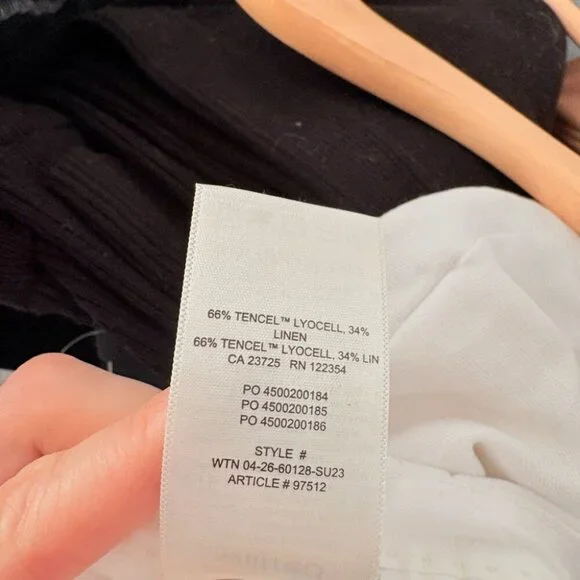 66% TENCEL™ LYOCELL, 34%
LINEN
66% TENCEL™ LYOCELL, 34% LIN
CA 23725 RN 122354
PO 4500200184
PO 4500200185
PO 4500200186
STYLE #
WTN 04-26-60128-SU23
ARTICLE # 97512